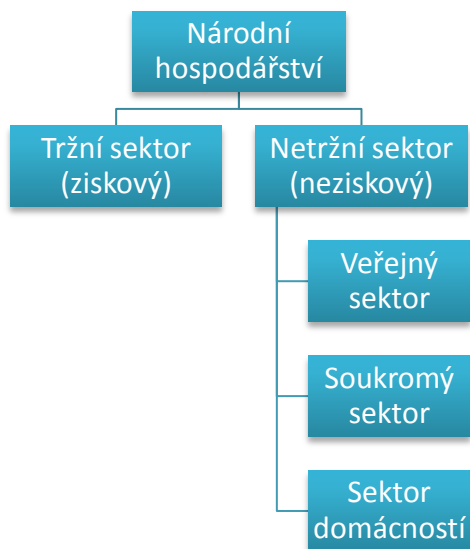 Národní
hospodářství
Tržní sektor
(ziskový)
Netržní sektor
(neziskový)
Veřejný
sektor
Soukromý
sektor
Sektor
domácností